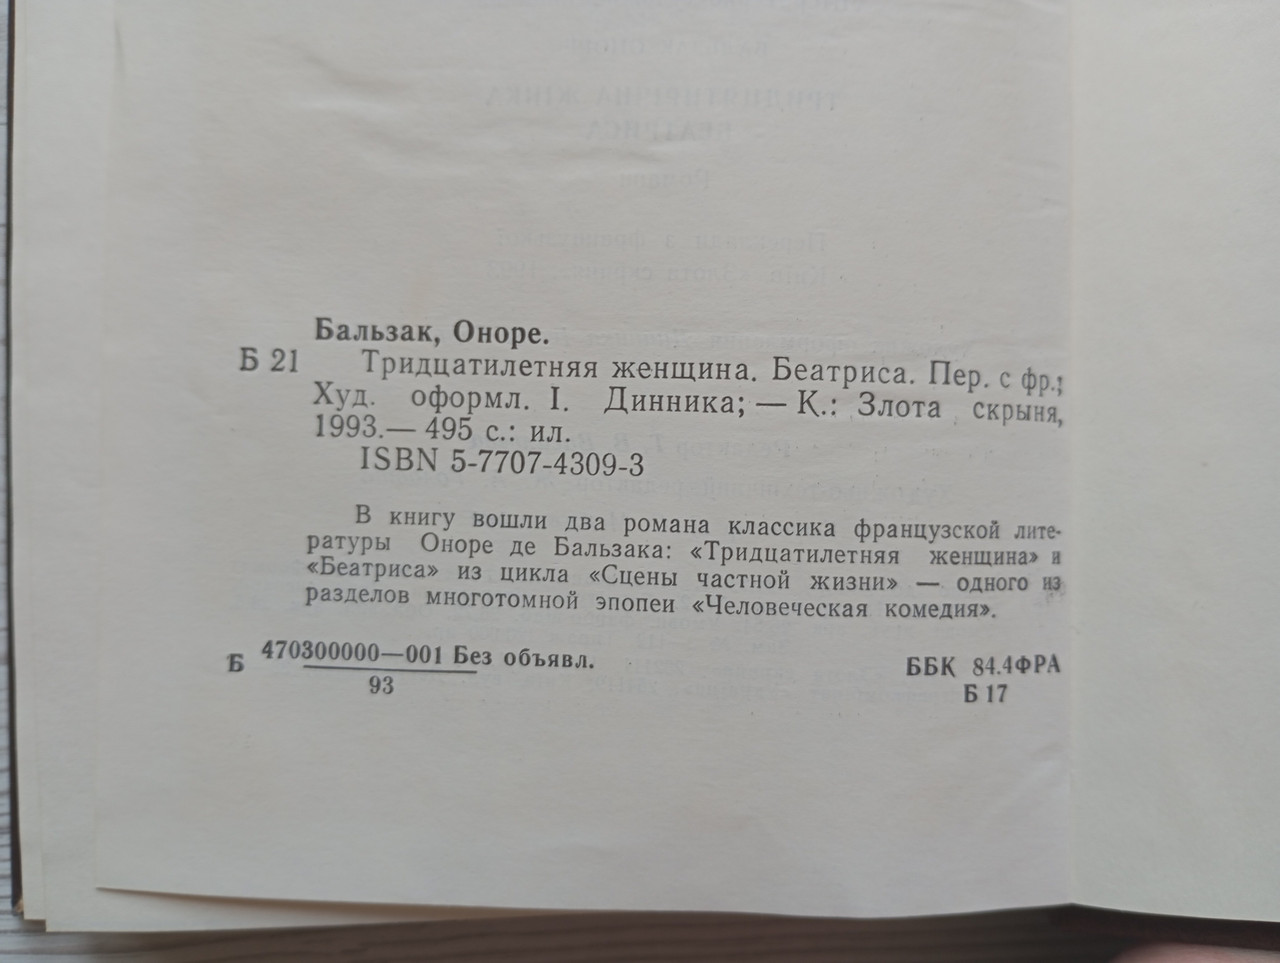 Бальзак, Оноре.
Б 21 Тридцатилетняя женщина. Беатриса. Пер. с фр.;
Худ. оформл. І. Динника; — К.: Злота скрыня,
1993.— 495 с.: ил.
ISBN 5-7707-4309-3
В книгу вошли два романа классика французской лите-
ратуры Оноре де Бальзака: «Тридцатилетняя женщина» и
«Беатриса» из цикла «Сцены частной жизни» — одного из
разделов многотомной эпопеи «Человеческая комедия».
Б 470300000—001 Без объявл. ББК 84.4ФРА
93 Б 17